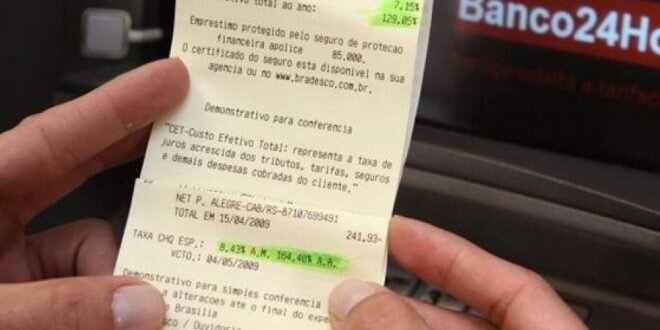 Banco24Ho
tivo total ao ano:
7,15%
129,05%
Emprestimo protegido pelo seguro de protecao
financeira apolice 85.000.
O certificado do seguro esta disponivel na sua
agencia ou no www.bradesco.com.br.
Demonstrativo para conferencia
"CET-Custo Efetivo Total: representa a taxa de
juros acrescida dos tributos, tarifas, seguros
e demais despesas cobradas do cliente."
NET P. ALEGRE-CAB/RS-87107699491
TOTAL EM 15/04/2009 241,93-
TAXA CHQ ESP.: 8,43% A.M. 164,40% A.A.
VCTO.: 04/05/2009
Demonstrativo para simples conferencia
a alteracoes ate o final do expe
Brasilia
sco / Ouvidor